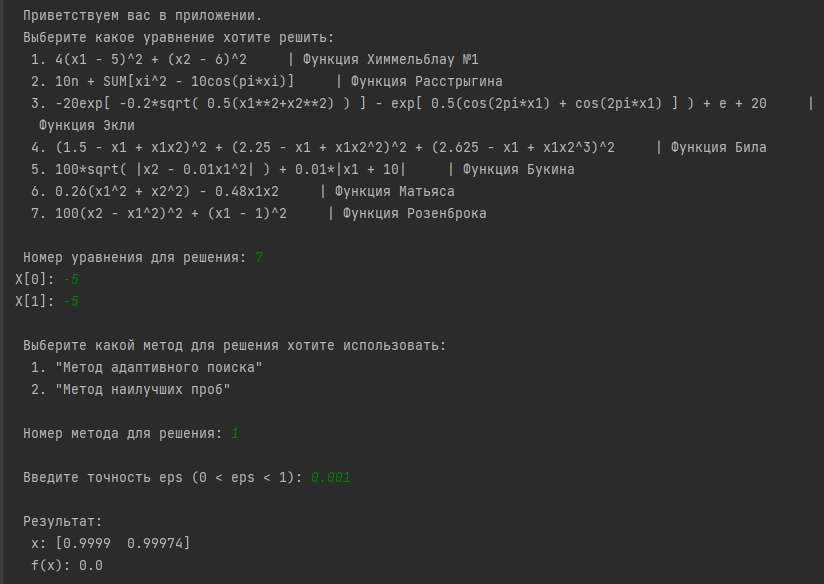 Приветствуем вас в приложении.
Выберите какое уравнение хотите решить:
1. 4(x1 - 5)^2 + (x2 - 6)^2     | Функция Химмельблау №1
2. 10n + SUM[xi^2 - 10cos(pi*xi)]     | Функция Расстрыгина
3. -20exp[ -0.2*sqrt( 0.5(x1**2+x2**2) ) ] - exp[ 0.5(cos(2pi*x1) + cos(2pi*x1) ] ) + e + 20     |
Функция Экли
4. (1.5 - x1 + x1x2)^2 + (2.25 - x1 + x1x2^2)^2 + (2.625 - x1 + x1x2^3)^2     | Функция Била
5. 100*sqrt( |x2 - 0.01x1^2| ) + 0.01*|x1 + 10|     | Функция Букина
6. 0.26(x1^2 + x2^2) - 0.48x1x2     | Функция Матьяса
7. 100(x2 - x1^2)^2 + (x1 - 1)^2     | Функция Розенброка
Номер уравнения для решения: 7
X[0]: -5
X[1]: -5
Выберите какой метод для решения хотите использовать:
1. "Метод адаптивного поиска"
2. "Метод наилучших проб"
Номер метода для решения: 1
Введите точность eps (0 < eps < 1): 0.001
Результат:
x: [0.9999  0.99974]
f(x): 0.0